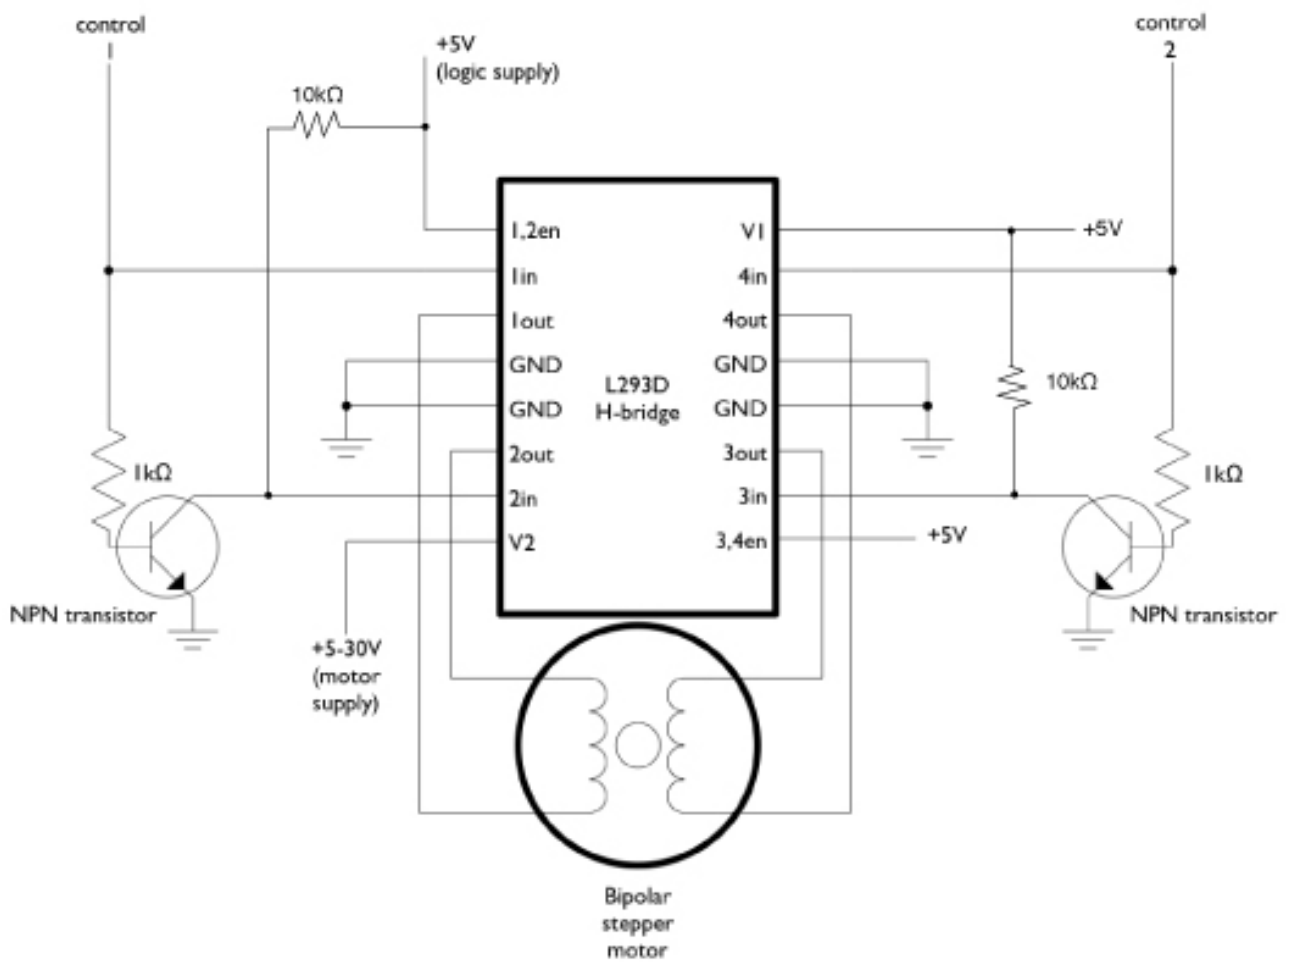 control
1
control
2
+5V
(logic supply)
10kΩ
1,2en
1in
1out
GND
GND
2out
2in
V2
L293D
H-bridge
V1
4in
4out
GND
GND
3out
3in
3,4en
+5V
10kΩ
+5V
1kΩ
1kΩ
NPN transistor
NPN transistor
+5-30V
(motor
supply)
Bipolar
stepper
motor